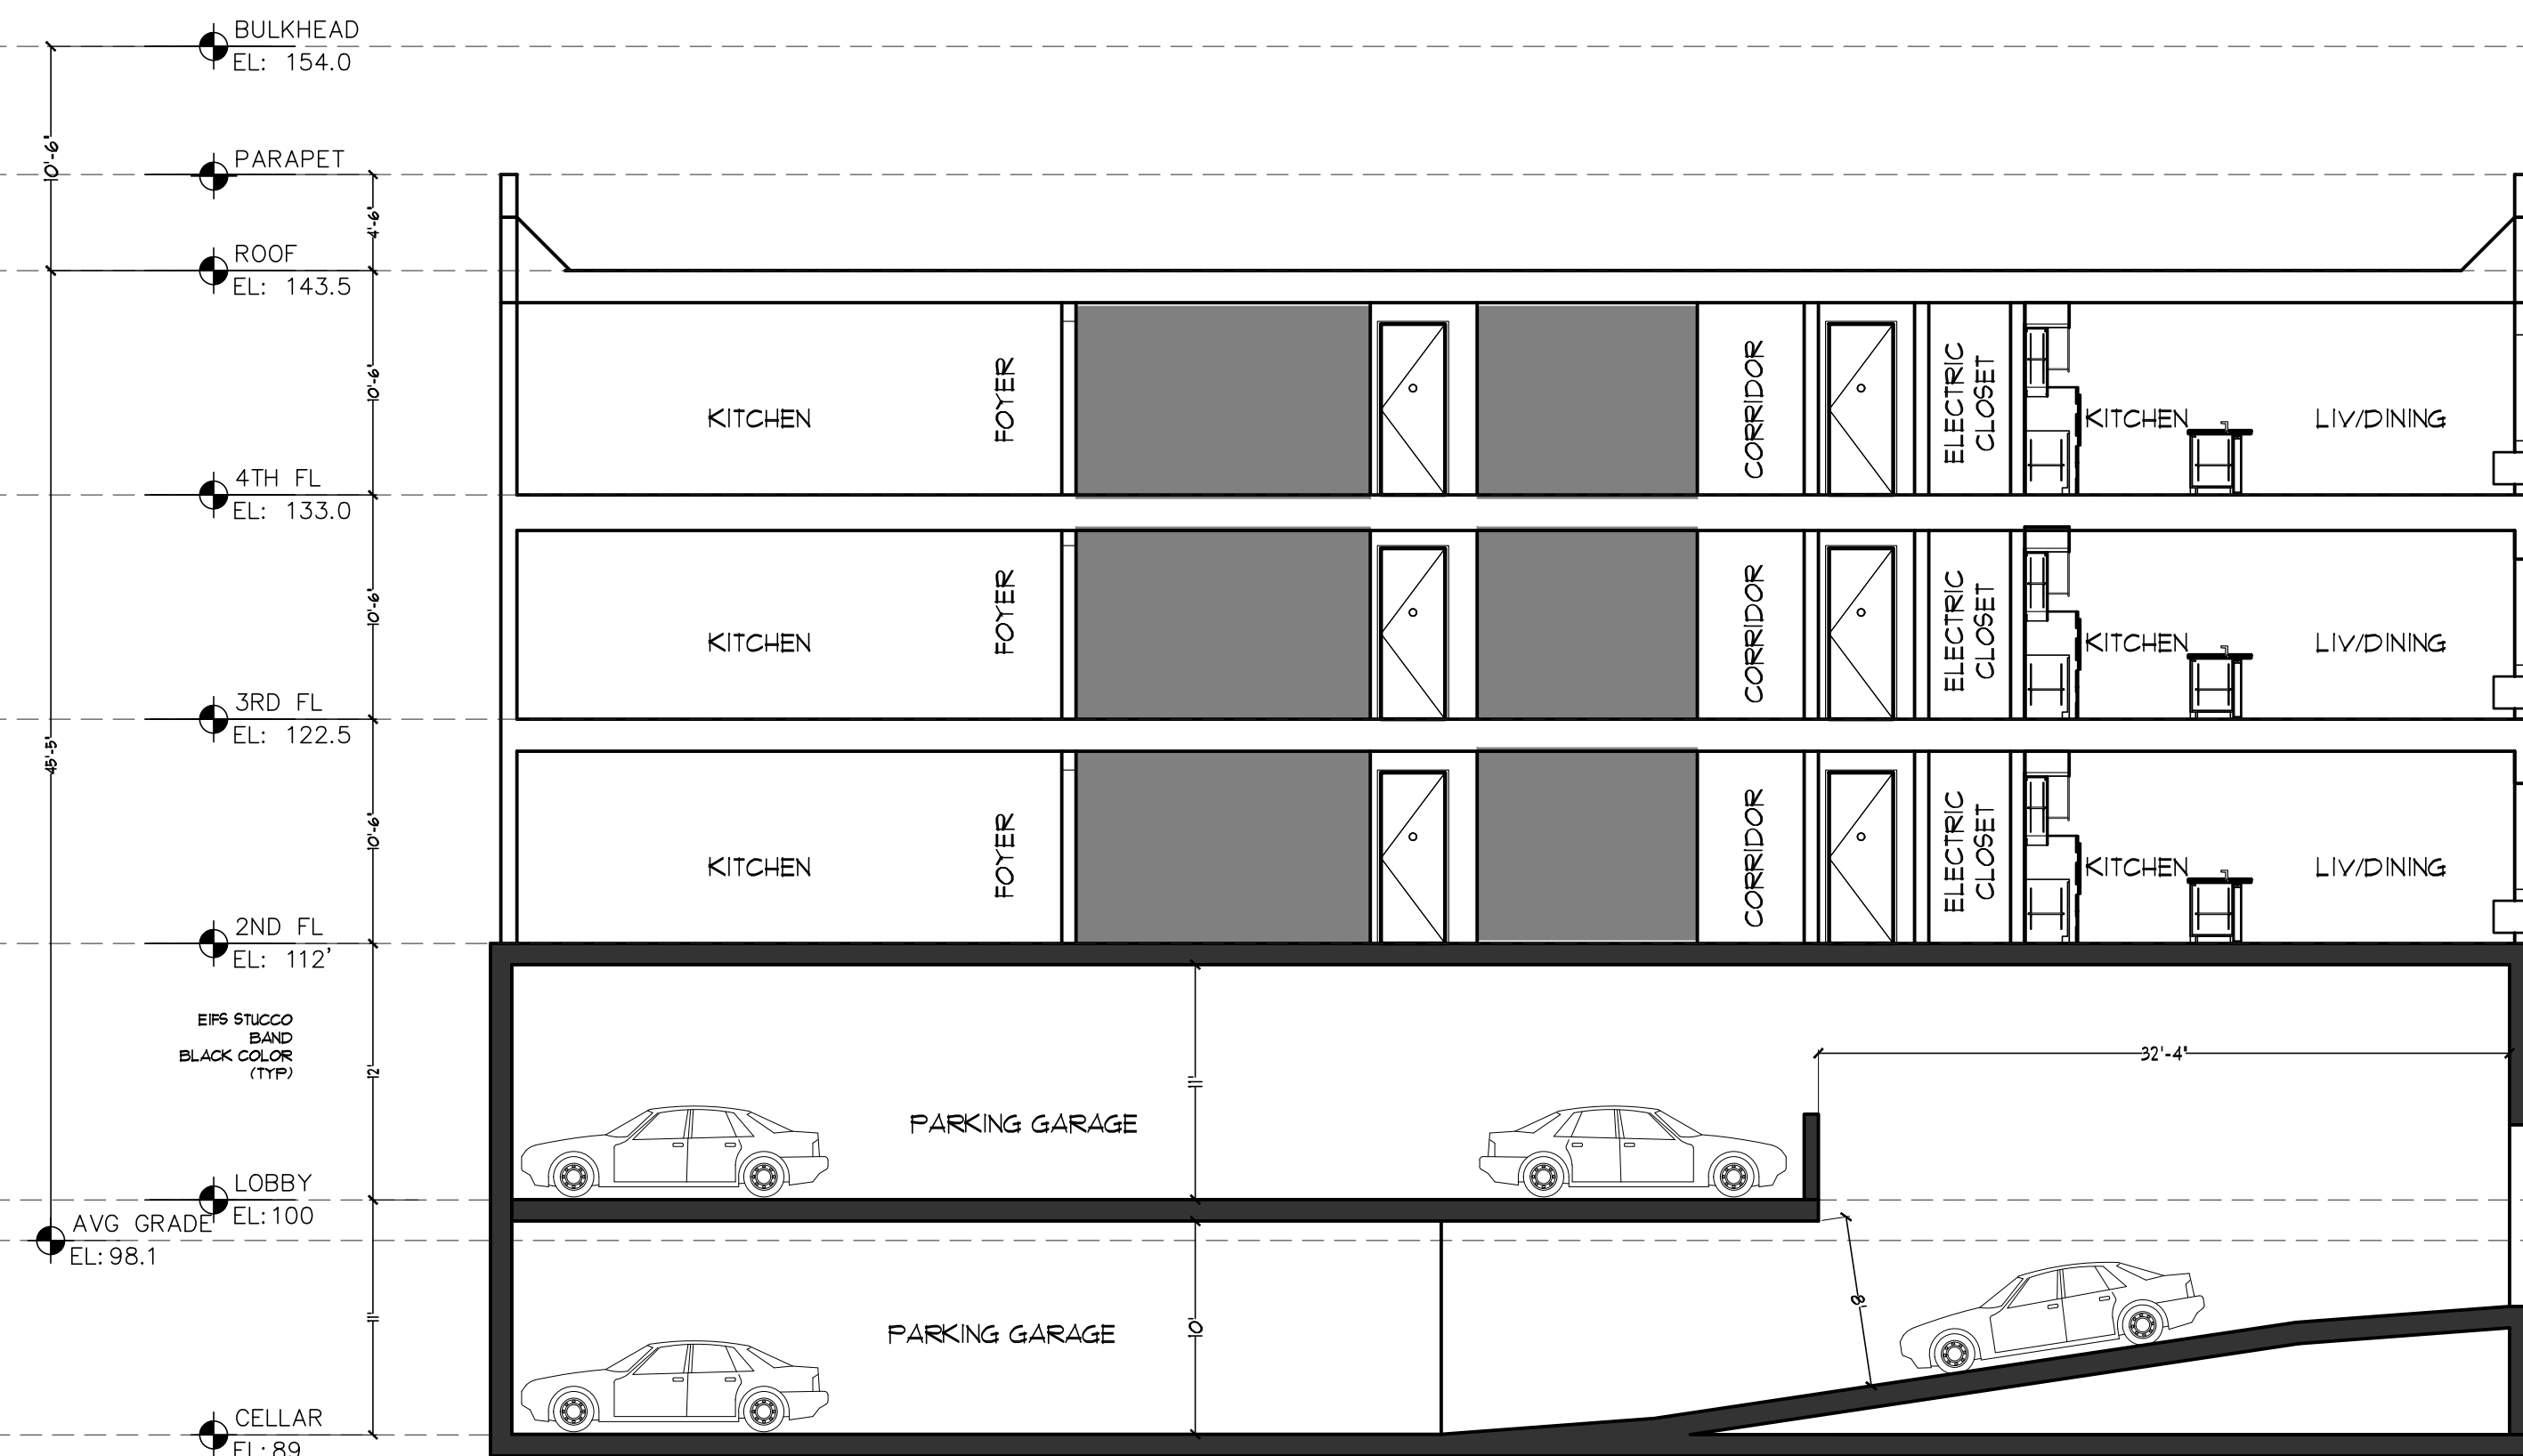 BULKHEAD
EL: 154.0
10'-6"
PARAPET
4'-6"
ROOF
EL: 143.5
10'-6"
KITCHEN
FOYER
CORRIDOR
ELECTRIC
CLOSET
KITCHEN
LIV/DINING
4TH FL
EL: 133.0
10'-6"
KITCHEN
FOYER
CORRIDOR
ELECTRIC
CLOSET
KITCHEN
LIV/DINING
3RD FL
EL: 122.5
45'-5"
10'-6"
KITCHEN
FOYER
CORRIDOR
ELECTRIC
CLOSET
KITCHEN
LIV/DINING
2ND FL
EL: 112'
EIFS STUCCO
BAND
BLACK COLOR
(TYP)
12'
11'
32'-4"
PARKING GARAGE
LOBBY
EL:100
AVG GRADE
EL:98.1
11'
PARKING GARAGE
10'
8'
CELLAR
EL:89